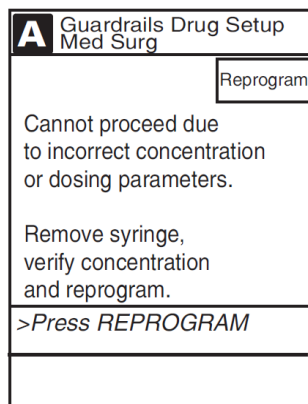 A Guardrails Drug Setup
Med Surg
Reprogram
Cannot proceed due
to incorrect concentration
or dosing parameters.
Remove syringe,
verify concentration
and reprogram.
>Press REPROGRAM